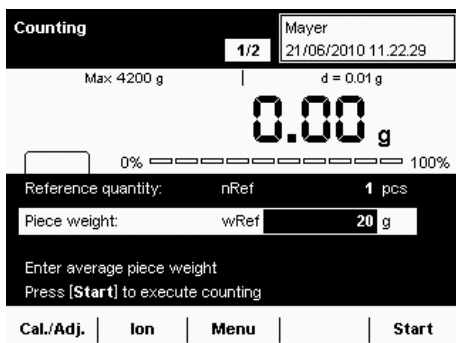 Counting
1/2
Mayer
21/06/2010 11.22.29
Max 4200 g
d = 0.01 g
0.00 g
0% 100%
Reference quantity: nRef 1 pcs
Piece weight: wRef 20 g
Enter average piece weight
Press [Start] to execute counting
Cal./Adj. Ion Menu Start